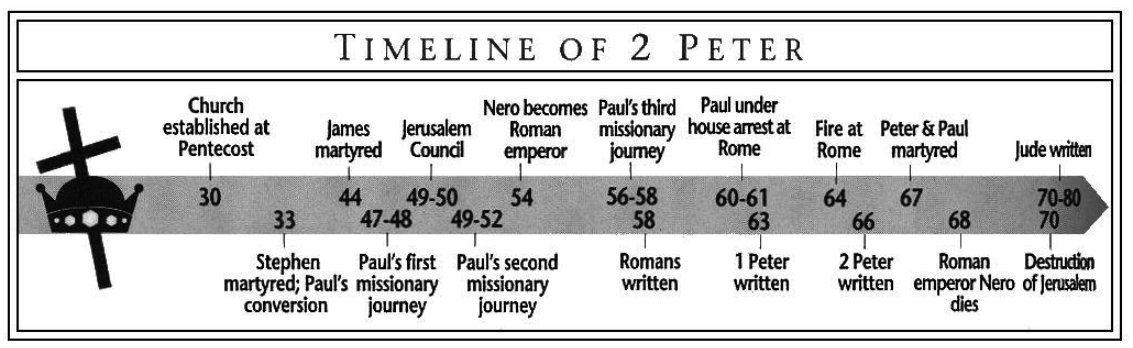 TIMELINE OF 2 PETER
Church
established at
Pentecost
James
martyred
Jerusalem
Council
Nero becomes
Roman
emperor
Paul's third
missionary
journey
Paul under
house arrest at
Rome
Fire at
Rome
Peter & Paul
martyred
Jude written
30
44
49-50
54
56-58
60-61
64
67
70-80
33
47-48
49-52
58
63
66
68
70
Stephen
martyred; Paul's
conversion
Paul's first
missionary
journey
Paul's second
missionary
journey
Romans
written
1 Peter
written
2 Peter
written
Roman
emperor Nero
dies
Destruction
of Jerusalem